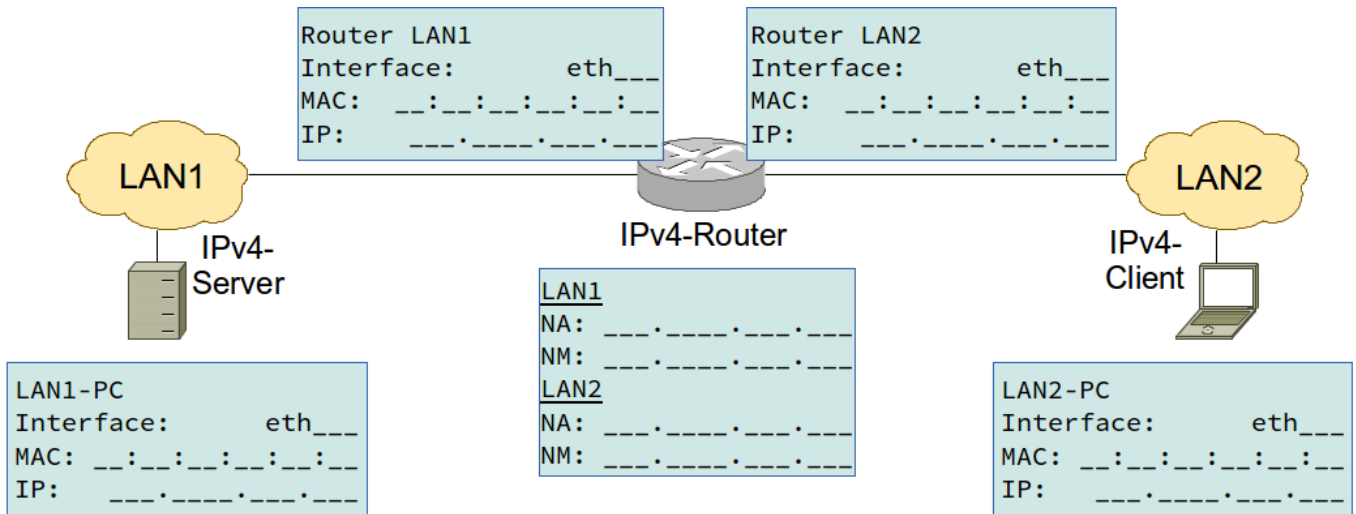 Router LAN1
Interface: eth___
MAC: __:__:__:__:__:__
IP: ___.____.___.___
Router LAN2
Interface: eth___
MAC: __:__:__:__:__:__
IP: ___.____.___.___
LAN1
LAN2
IPv4-Router
IPv4-
Server
IPv4-
Client
LAN1
NA: ___.____.___.___
NM: ___.____.___.___
LAN2
NA: ___.____.___.___
NM: ___.____.___.___
LAN1-PC
Interface: eth___
MAC: __:__:__:__:__:__
IP: ___.____.___.___
LAN2-PC
Interface: eth___
MAC: __:__:__:__:__:__
IP: ___.____.___.___